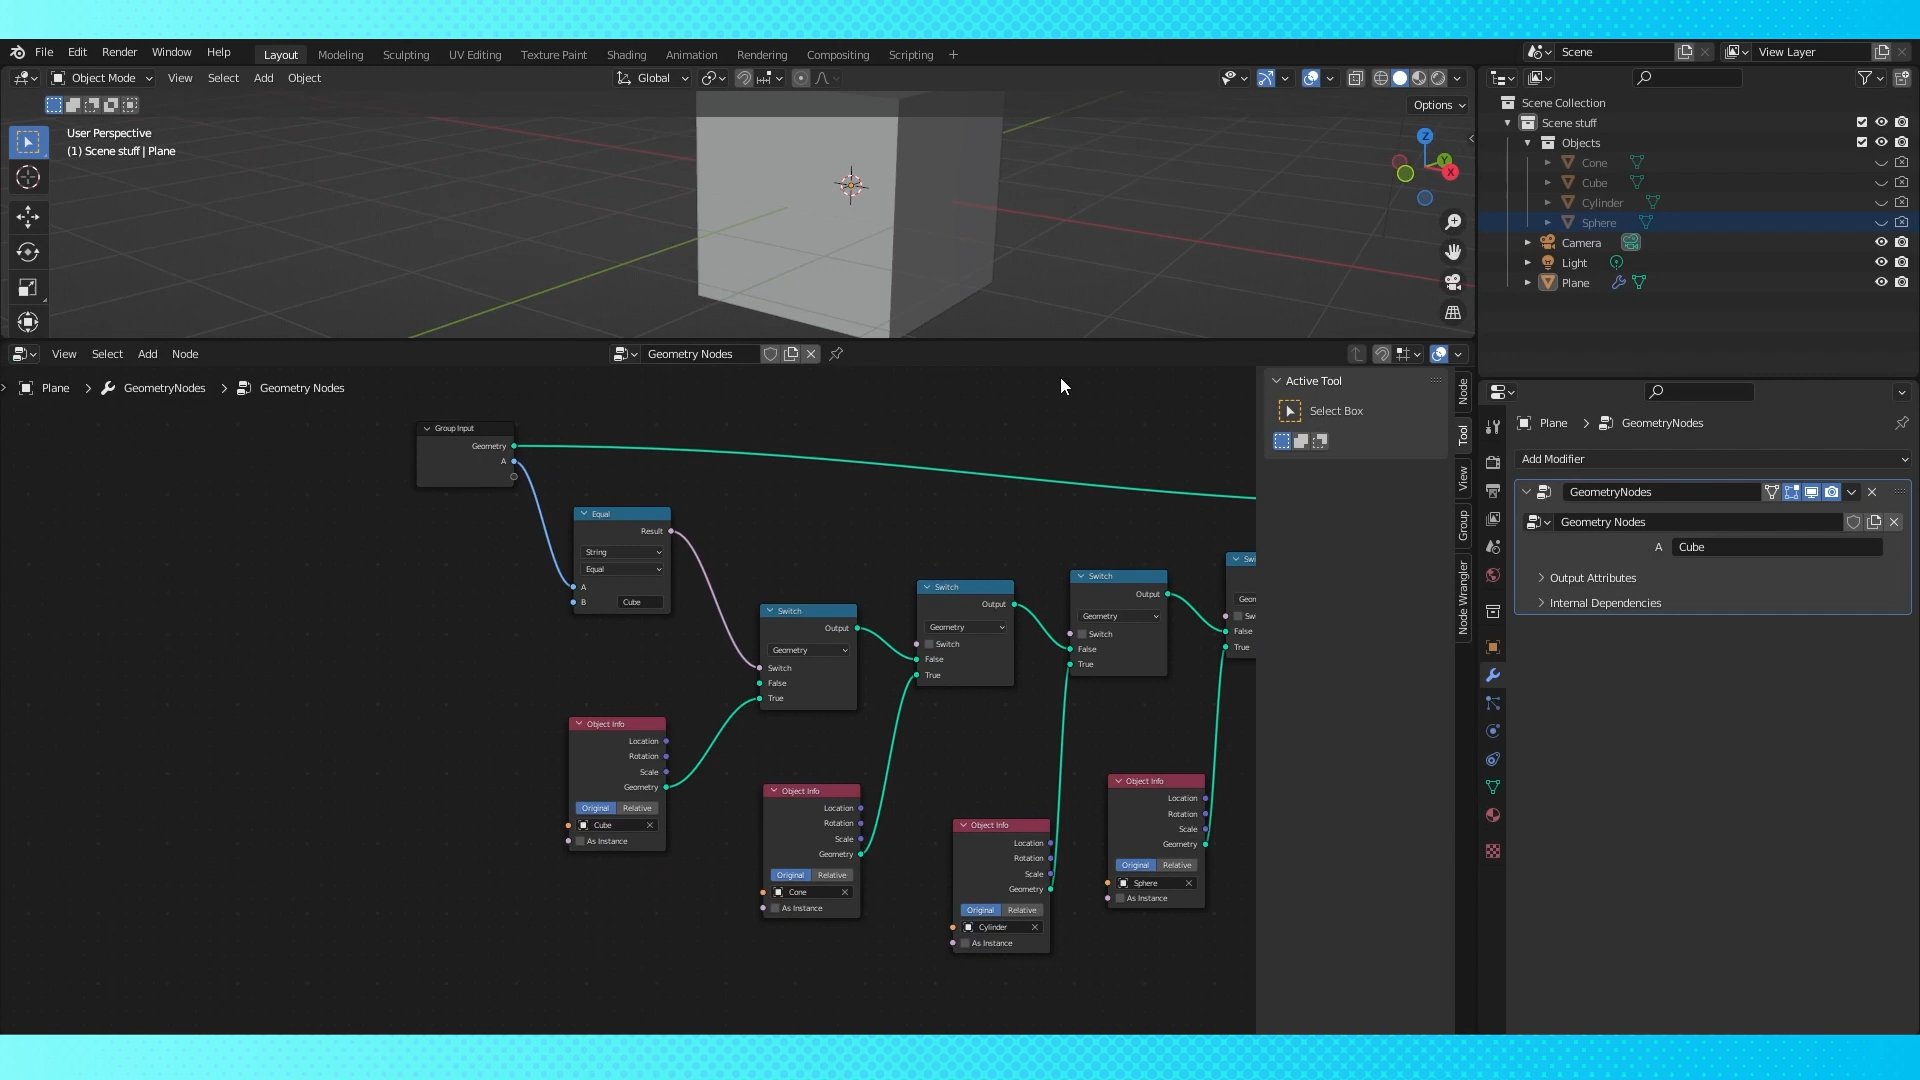 File Edit Render Window Help Layout Modeling Sculpting UV Editing Texture Paint Shading Animation Rendering Compositing Scripting + Scene View Layer
Object Mode View Select Add Object Global
Options
User Perspective
(1) Scene stuff | Plane
Z
Y
X
Scene Collection
Scene stuff
Objects
Cone
Cube
Cylinder
Sphere
Camera
Light
Plane
View Select Add Node Geometry Nodes
Plane > GeometryNodes > Geometry Nodes
Group Input
Geometry
A
Equal
Result
String
Equal
A
B Cube
Switch
Output
Geometry
Switch
False
True
Switch
Output
Geometry
Switch
False
True
Switch
Output
Geometry
Switch
False
True
False
True
Object Info
Location
Rotation
Scale
Geometry
Original Relative
Cube
As Instance
Object Info
Location
Rotation
Scale
Geometry
Original Relative
Cone
As Instance
Object Info
Location
Rotation
Scale
Geometry
Original Relative
Cylinder
As Instance
Object Info
Location
Rotation
Scale
Geometry
Original Relative
Sphere
As Instance
Active Tool
Select Box
Node
Tool
View
Group
Node Wrangler
Plane > GeometryNodes
Add Modifier
GeometryNodes
Geometry Nodes
A Cube
Output Attributes
Internal Dependencies